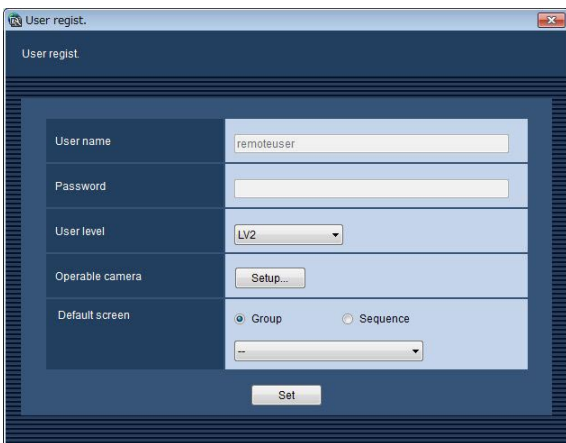 User regist.
User regist.
User name
remoteuser
Password
User level
LV2
Operable camera
Setup...
Default screen
Group
Sequence
--
Set